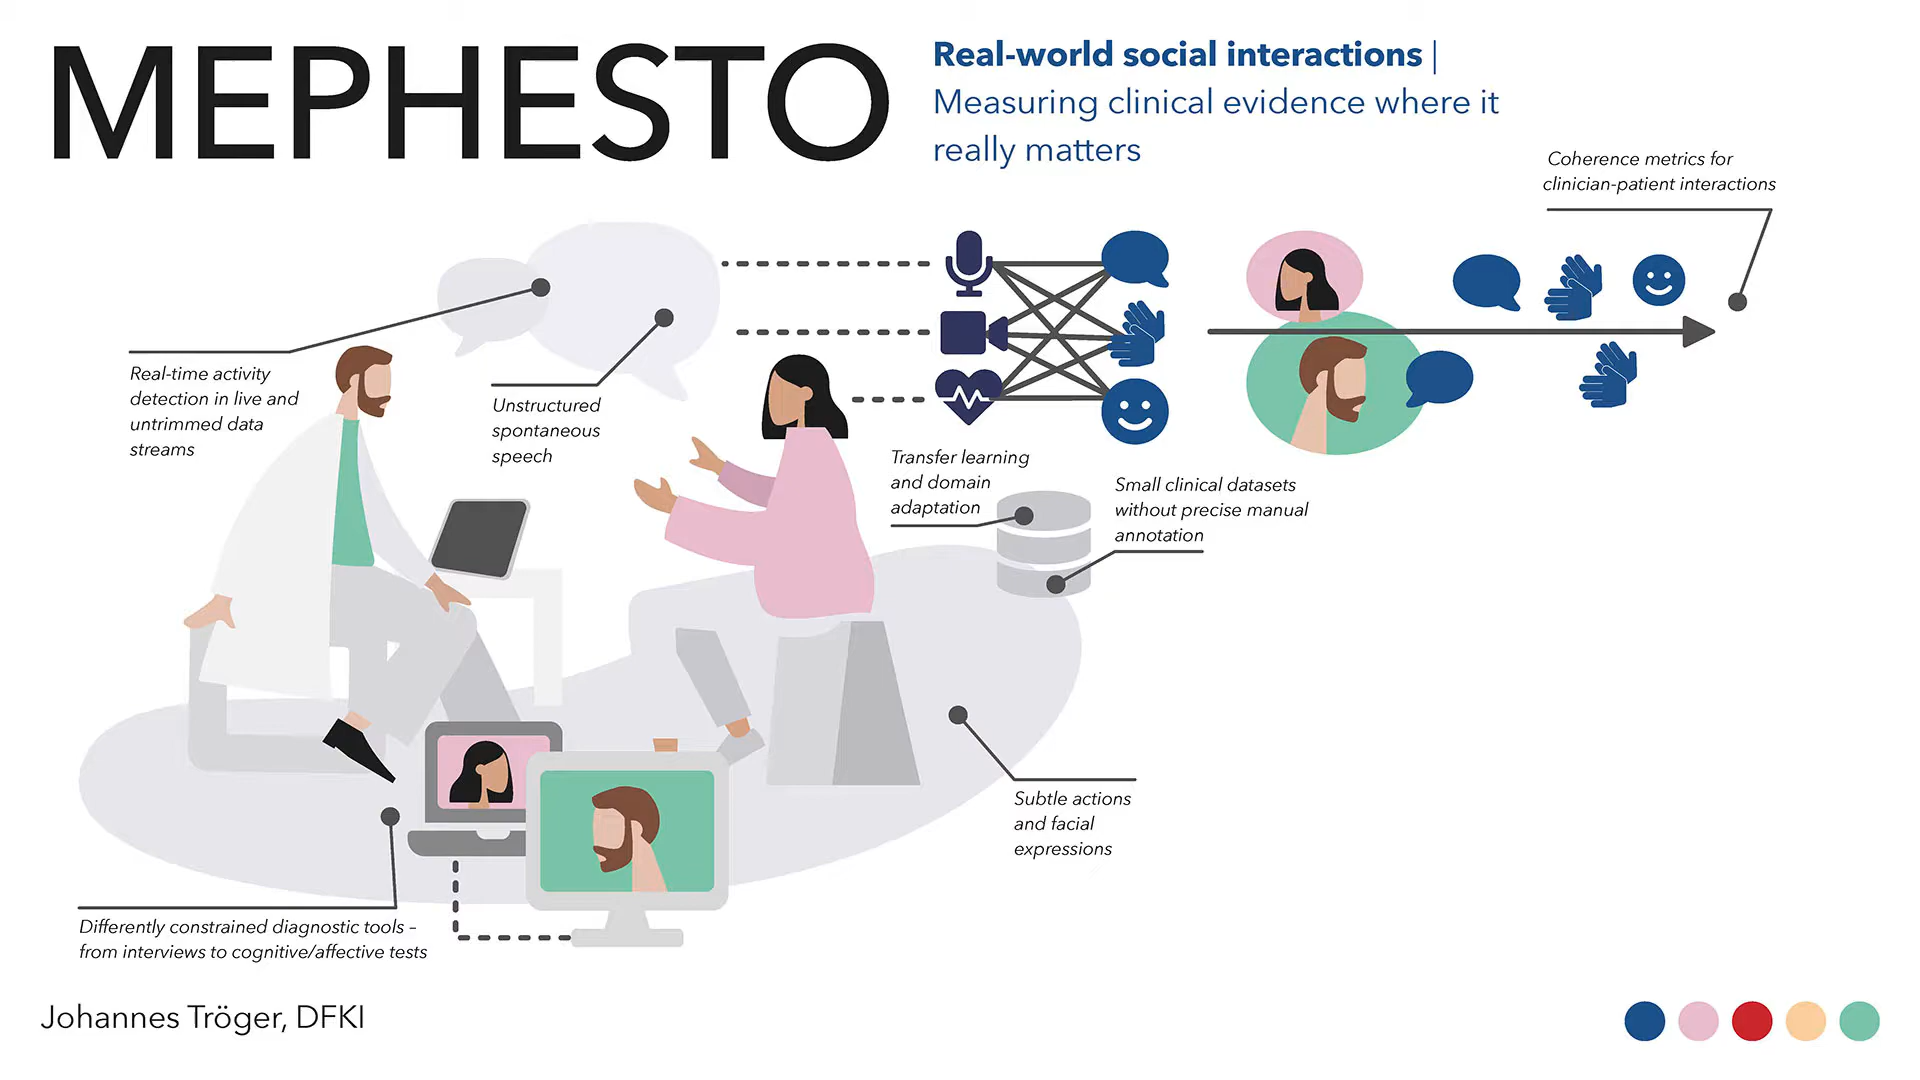 MEPHESTO
Real-world social interactions |
Measuring clinical evidence where it
really matters
Coherence metrics for
clinician-patient interactions
Real-time activity
detection in live and
untrimmed data
streams
Unstructured
spontaneous
speech
Transfer learning
and domain
adaptation
Small clinical datasets
without precise manual
annotation
Subtle actions
and facial
expressions
Differently constrained diagnostic tools –
from interviews to cognitive/affective tests
Johannes Tröger, DFKI